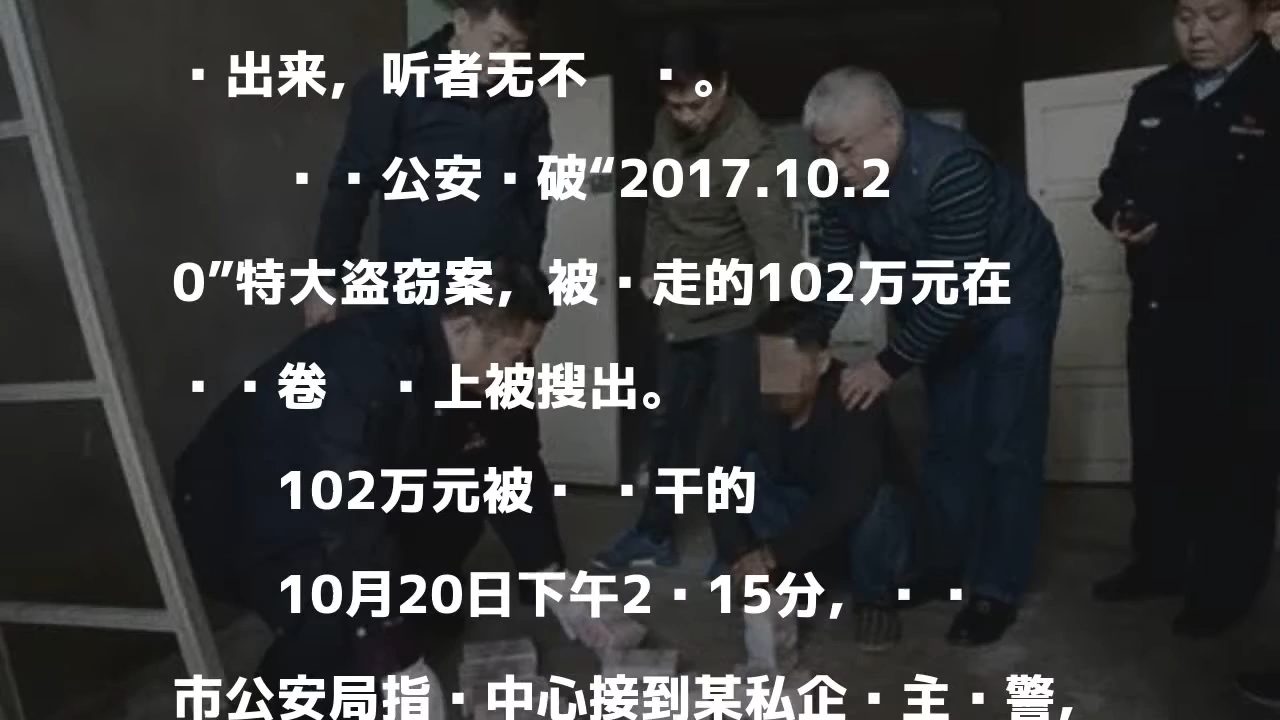 ▪出来，听者无不 ▪。
▪▪公安▪破“2017.10.2
0”特大盗窃案，被▪走的102万元在
▪▪卷 ▪上被搜出。
102万元被▪ ▪干的
10月20日下午2▪15分，▪▪
市公安局指▪中心接到某私企▪主▪警,